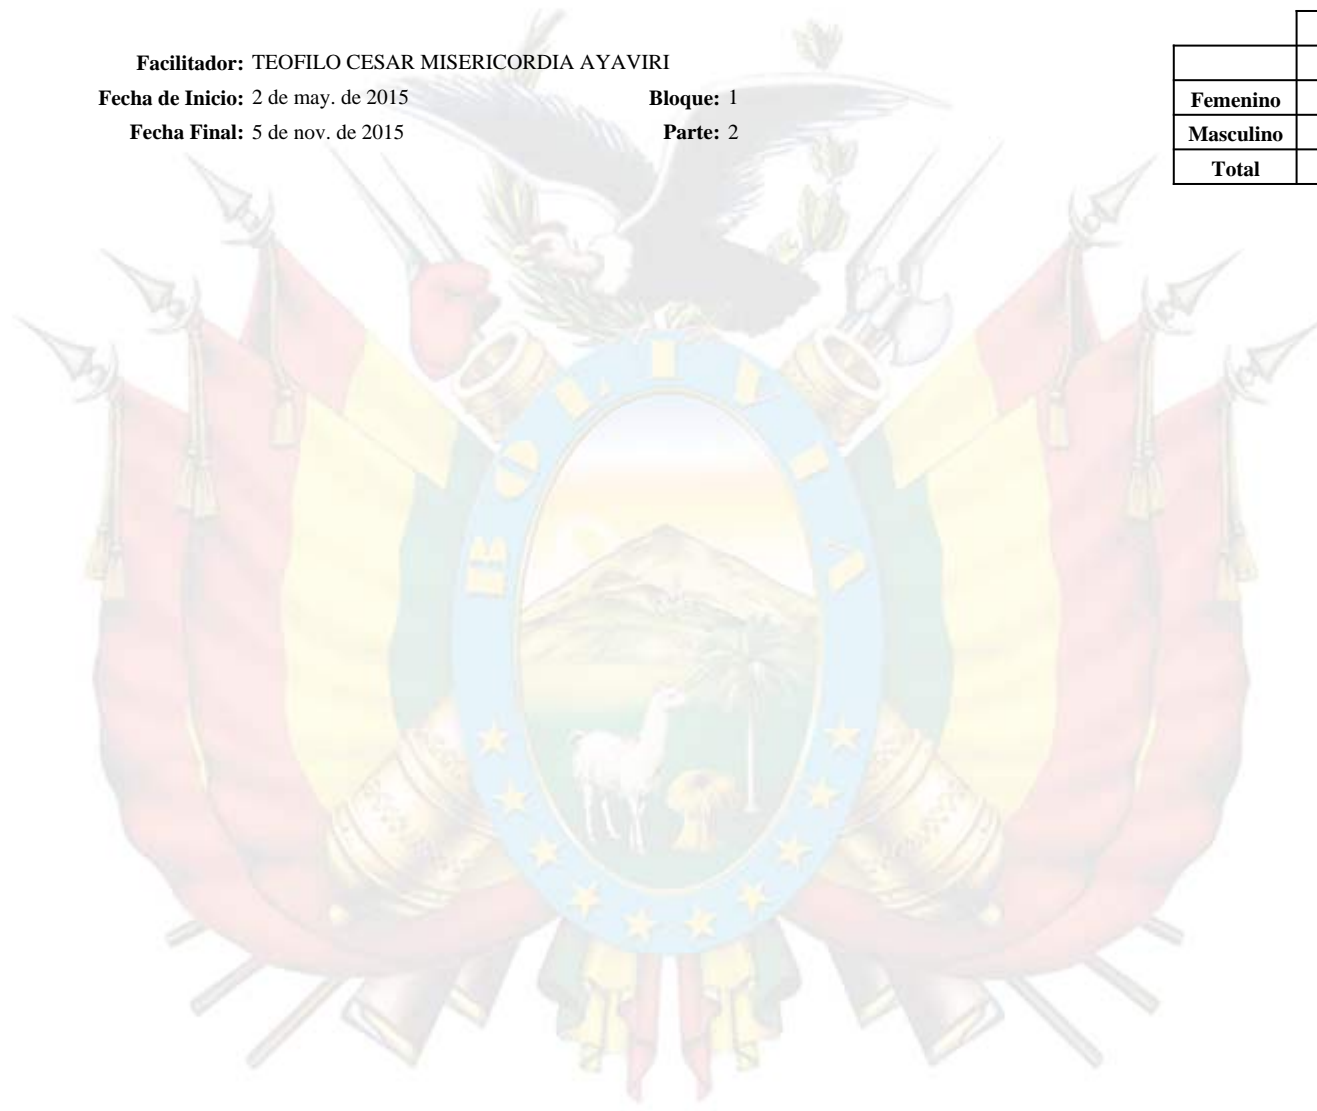 Facilitador: TEOFILO CESAR MISERICORDIA AYAVIRI
Fecha de Inicio: 2 de may. de 2015 Bloque: 1
Fecha Final: 5 de nov. de 2015 Parte: 2
Femenino
Masculino
Total
BOLIVIA